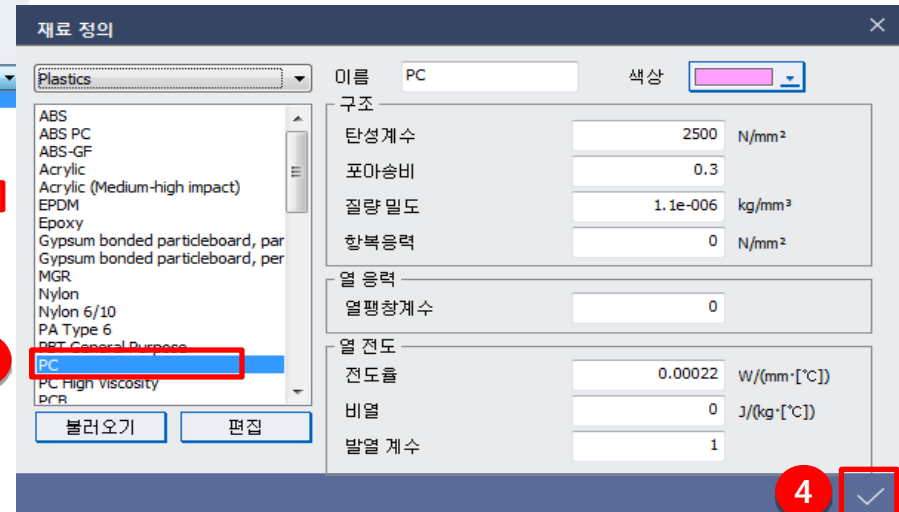 재료 정의
Plastics
이름 PC 색상
ABS
ABS PC
ABS-GF
Acrylic
Acrylic (Medium-high impact)
EPDM
Epoxy
Gypsum bonded particleboard, par
Gypsum bonded particleboard, per
MGR
Nylon
Nylon 6/10
PA Type 6
PBT General Purpose
PC
PC High Viscosity
PCB
불러오기 편집
구조
탄성계수 2500 N/mm²
포아송비 0.3
질량 밀도 1.1e-006 kg/mm³
항복응력 0 N/mm²
열 응력
열팽창계수 0
열 전도
전도율 0.00022 W/(mm·[℃])
비열 0 J/(kg·[℃])
발열 계수 1
4